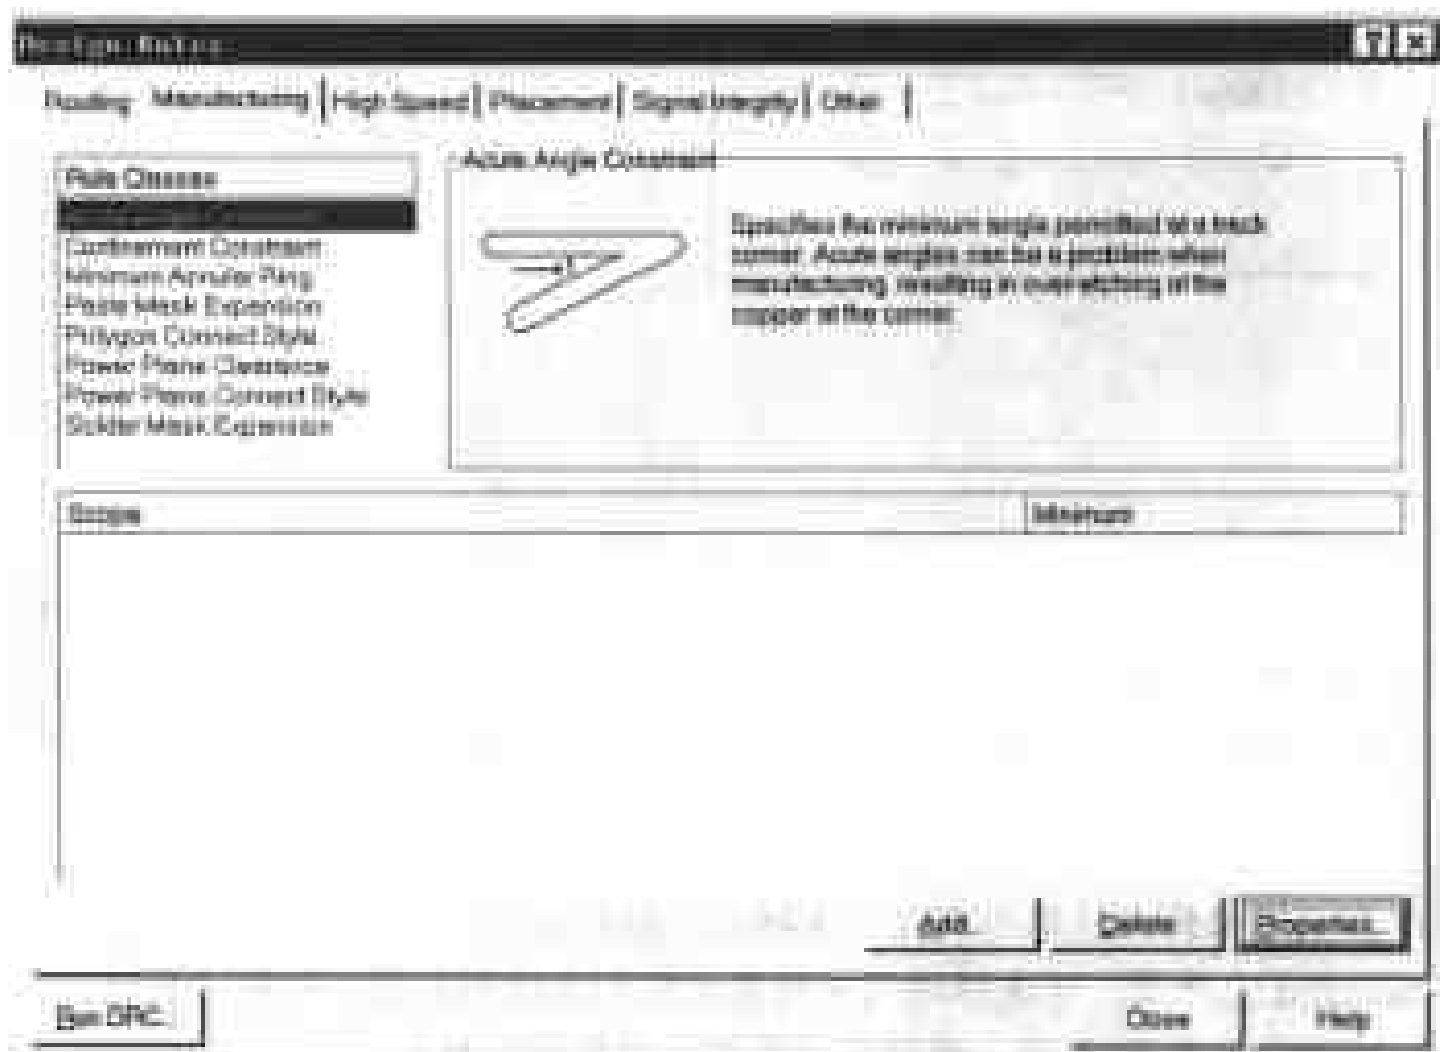 Design Rules
Routing Manufacturing High Speed Placement Signal Integrity Other
Rule Classes
Confinement Constraint
Minimum Annular Ring
Paste Mask Expansion
Polygon Connect Style
Power Plane Clearance
Power Plane Connect Style
Solder Mask Expansion
Acute Angle Constraint
Specifies the minimum angle permitted at a track
corner. Acute angles can be a problem when
manufacturing, resulting in over etching of the
copper at the corner.
Scope Minimum
Add... Delete Properties...
Run DRC... Close Help